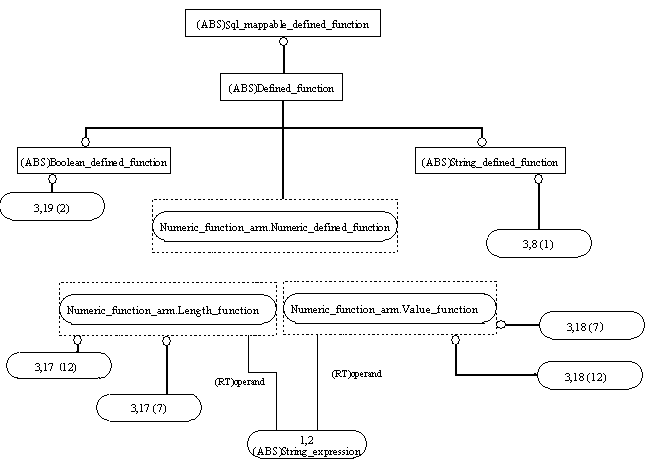 (ABS)Sql_mappable_defined_function
(ABS)Defined_function
(ABS)Boolean_defined_function
(ABS)String_defined_function
3,19 (2)
Numeric_function_arm.Numeric_defined_function
3,8 (1)
Numeric_function_arm.Length_function
Numeric_function_arm.Value_function
3,18 (7)
3,17 (12)
(RT)operand
(RT)operand
3,18 (12)
3,17 (7)
1,2
(ABS)String_expression